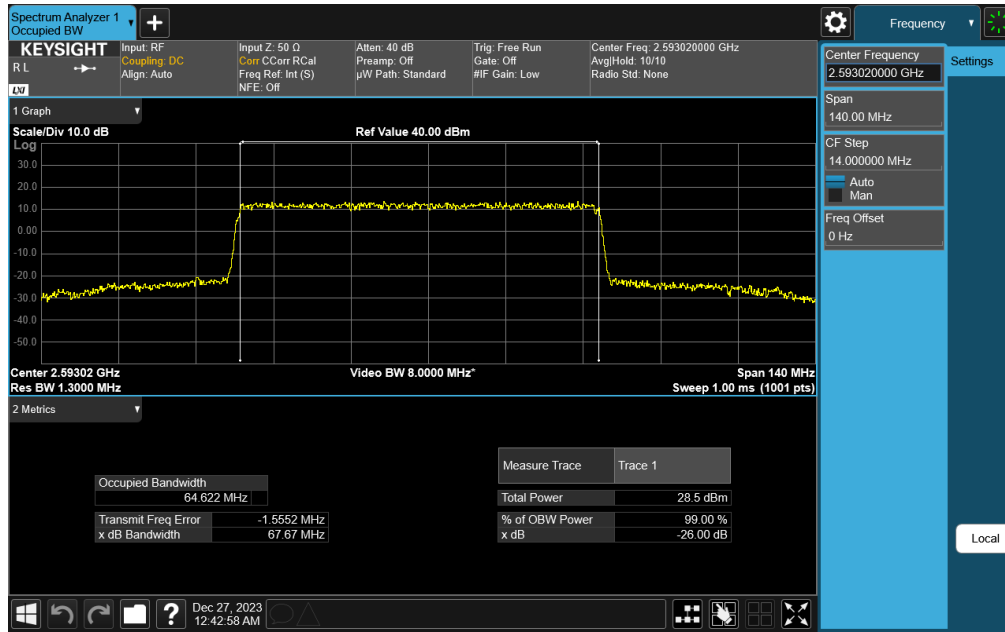 Spectrum Analyzer 1
Occupied BW
+
Frequency
KEYSIGHT
R L
LXI
Input: RF
Coupling: DC
Align: Auto
Input Z: 50 Ω
Corr CCorr RCal
Freq Ref: Int (S)
NFE: Off
Atten: 40 dB
Preamp: Off
µW Path: Standard
Trig: Free Run
Gate: Off
#IF Gain: Low
Center Freq: 2.593020000 GHz
Avg|Hold: 10/10
Radio Std: None
Center Frequency
2.593020000 GHz
Settings
Span
140.00 MHz
CF Step
14.000000 MHz
Auto
Man
Freq Offset
0 Hz
1 Graph
Scale/Div 10.0 dB
Ref Value 40.00 dBm
Log
30.0
20.0
10.0
0.00
-10.0
-20.0
-30.0
-40.0
-50.0
Center 2.59302 GHz
Video BW 8.0000 MHz*
Span 140 MHz
Res BW 1.3000 MHz
Sweep 1.00 ms (1001 pts)
2 Metrics
Measure Trace
Trace 1
Occupied Bandwidth
64.622 MHz
Total Power
28.5 dBm
Transmit Freq Error
-1.5552 MHz
% of OBW Power
99.00 %
x dB Bandwidth
67.67 MHz
x dB
-26.00 dB
Local
?
Dec 27, 2023
12:42:58 AM